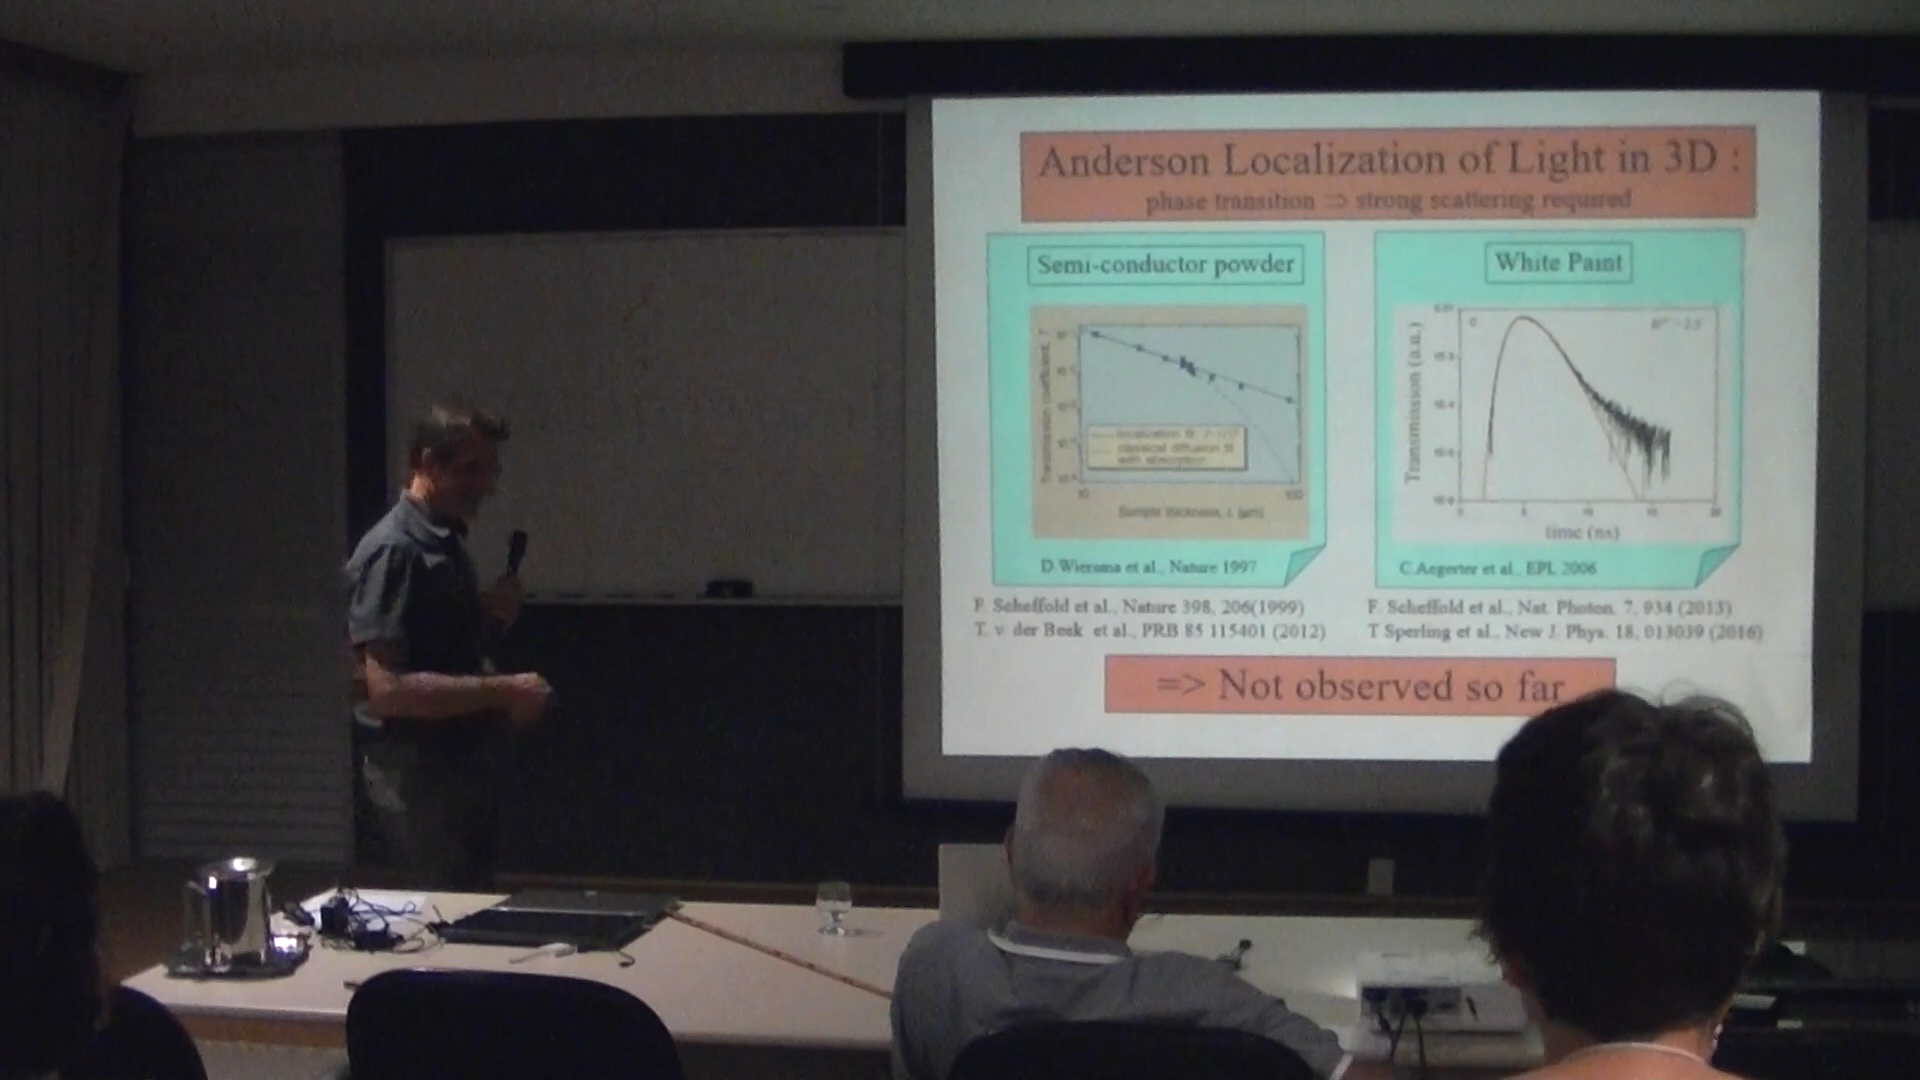 Anderson Localization of Light in 3D :
phase transition => strong scattering required
Semi-conductor powder
Transmission coefficient, T
localization fit:
classical diffusion fit
with absorption
10
100
Sample thickness, L (µm)
D.Wiersma et al., Nature 1997
F. Scheffold et al., Nature 398, 206(1999)
T. v. der Beek et al., PRB 85 115401 (2012)
White Paint
Transmission (a.u.)
time (ns)
C.Aegerter et al., EPL 2006
F. Scheffold et al., Nat. Photon. 7, 934 (2013)
T Sperling et al., New J. Phys. 18, 013039 (2016)
=> Not observed so far